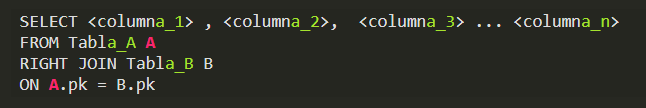 SELECT <columna_1> , <columna_2>,  <columna_3> ... <columna_n>
FROM Tabla_A A
RIGHT JOIN Tabla_B B
ON A.pk = B.pk